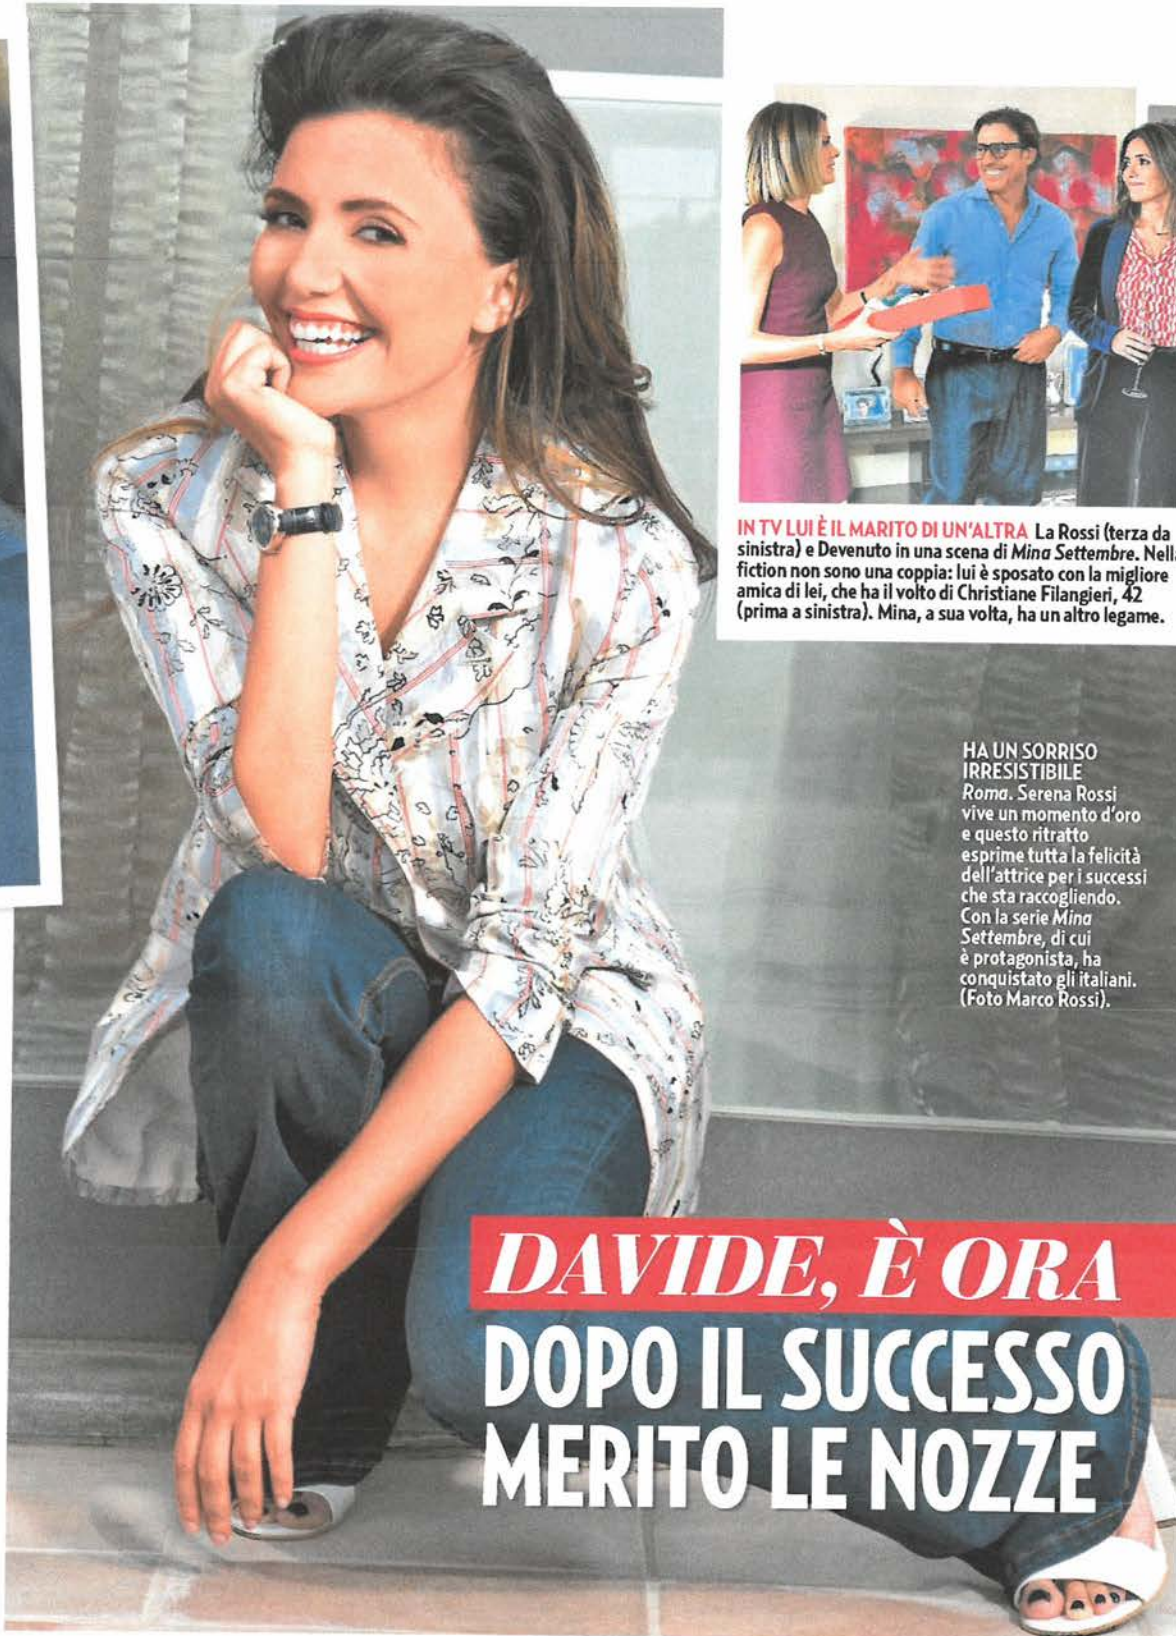 IN TV LUI È IL MARITO DI UN'ALTRA La Rossi (terza da
sinistra) e Devenuto in una scena di Mina Settembre. Nella
fiction non sono una coppia: lui è sposato con la migliore
amica di lei, che ha il volto di Christiane Filangieri, 42
(prima a sinistra). Mina, a sua volta, ha un altro legame.
HA UN SORRISO
IRRESISTIBILE
Roma. Serena Rossi
vive un momento d'oro
e questo ritratto
esprime tutta la felicità
dell'attrice per i successi
che sta raccogliendo.
Con la serie Mina
Settembre, di cui
è protagonista, ha
conquistato gli italiani.
(Foto Marco Rossi).
DAVIDE, È ORA
DOPO IL SUCCESSO
MERITO LE NOZZE